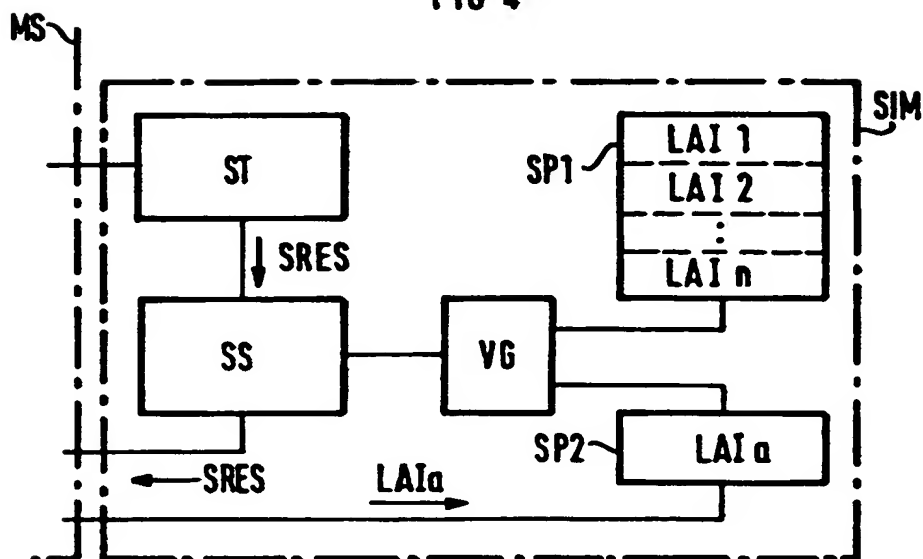 FIG 4
MS
SIM
ST
SP1
LAI 1
LAI 2
⋮
LAI n
SRES
SS
VG
SP2
LAI a
SRES
LAIa